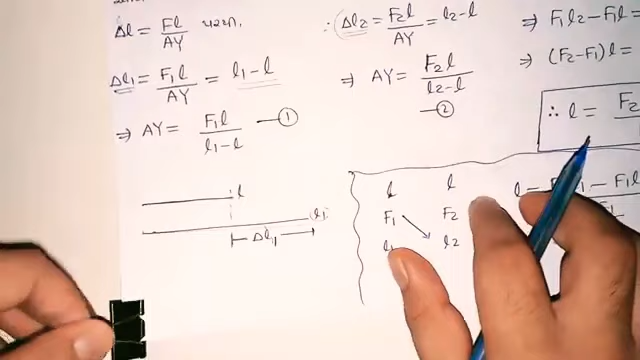 Δl = Fl / AY
Δl₁ = F₁l / AY = l₁ - l
⇒ AY = F₁l / l₁ - l —①
l
l₁
Δl₁
∴ Δl₂ = F₂l / AY = l₂ - l
⇒ AY = F₂l / l₂ - l
—②
⇒ F₁l₂ - F₁l =
⇒ (F₂ - F₁) l =
∴ l = F₂
l l
F₁ F₂
l₁ l₂